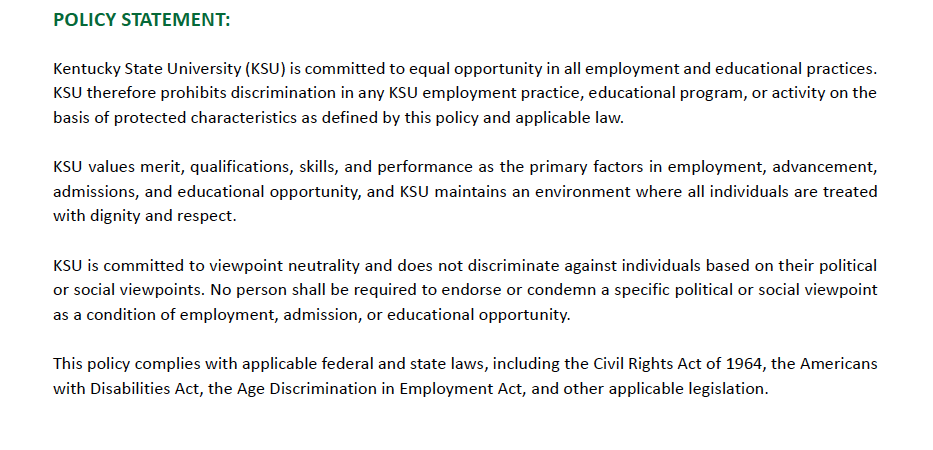 POLICY STATEMENT:
Kentucky State University (KSU) is committed to equal opportunity in all employment and educational practices.
KSU therefore prohibits discrimination in any KSU employment practice, educational program, or activity on the
basis of protected characteristics as defined by this policy and applicable law.
KSU values merit, qualifications, skills, and performance as the primary factors in employment, advancement,
admissions, and educational opportunity, and KSU maintains an environment where all individuals are treated
with dignity and respect.
KSU is committed to viewpoint neutrality and does not discriminate against individuals based on their political
or social viewpoints. No person shall be required to endorse or condemn a specific political or social viewpoint
as a condition of employment, admission, or educational opportunity.
This policy complies with applicable federal and state laws, including the Civil Rights Act of 1964, the Americans
with Disabilities Act, the Age Discrimination in Employment Act, and other applicable legislation.